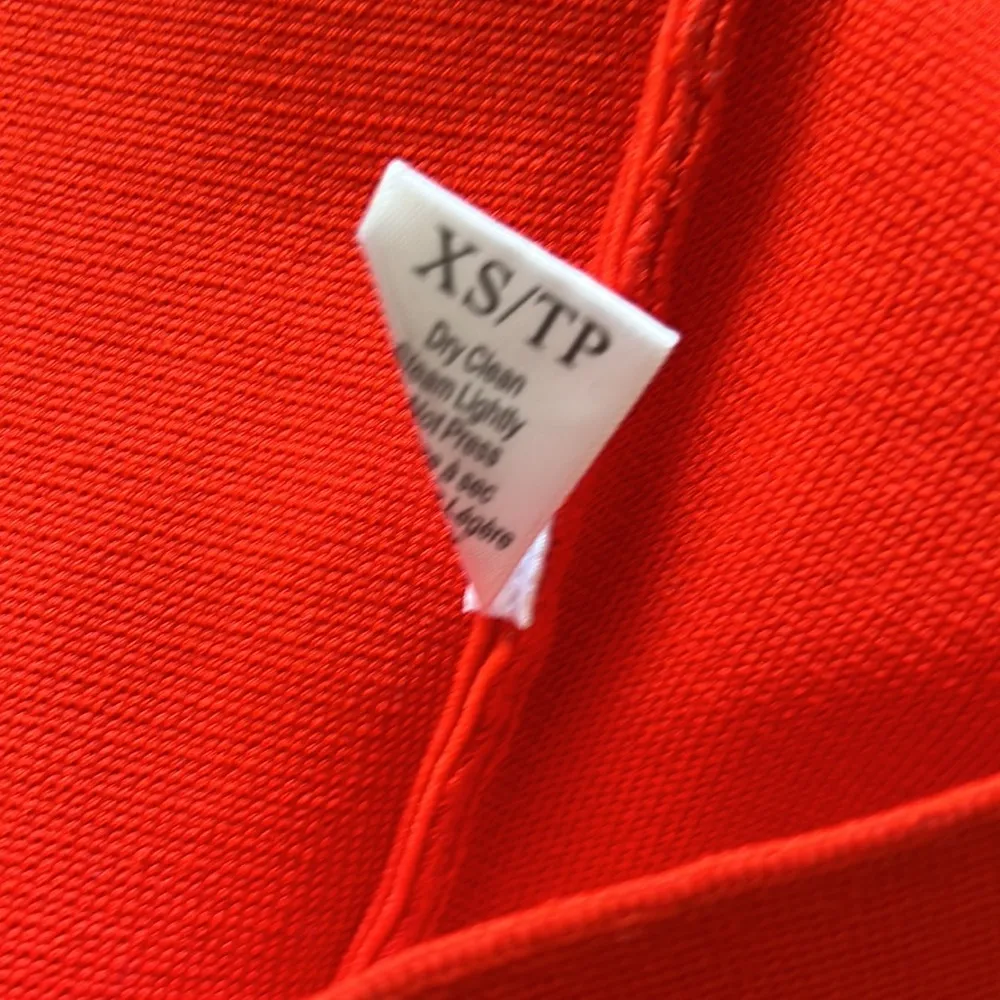 XS/TP
Dry Clean
Steam Lightly
Not Press
à sec
Légère